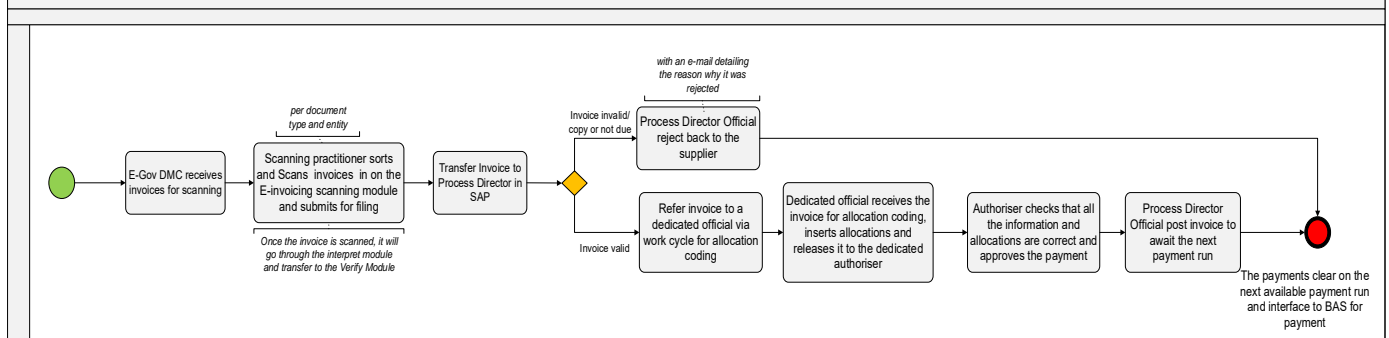 E-Gov DMC receives
invoices for scanning
per document
type and entity
Scanning practitioner sorts
and Scans invoices in on the
E-invoicing scanning module
and submits for filing
Once the invoice is scanned, it will
go through the interpret module
and transfer to the Verify Module
Transfer Invoice to
Process Director in
SAP
Invoice invalid/
copy or not due
with an e-mail detailing
the reason why it was
rejected
Process Director Official
reject back to the
supplier
Invoice valid
Refer invoice to a
dedicated official via
work cycle for allocation
coding
Dedicated official receives the
invoice for allocation coding,
inserts allocations and
releases it to the dedicated
authoriser
Authoriser checks that all
the information and
allocations are correct and
approves the payment
Process Director
Official post invoice to
await the next
payment run
The payments clear on the
next available payment run
and interface to BAS for
payment